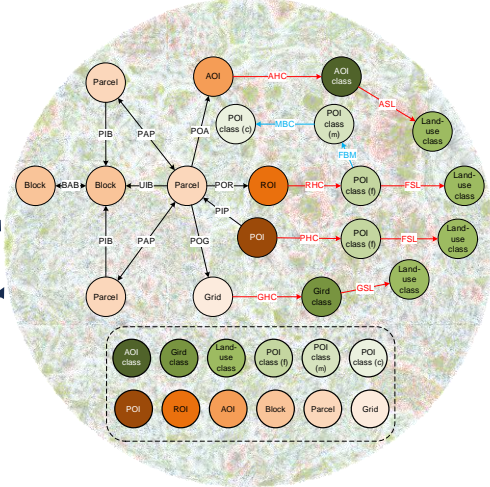 Parcel
AOI
AHC
AOI
class
ASL
Land-
use
class
POI
class (c)
MBC
POI
class
(m)
FBM
PIB
PAP
POA
Block
BAB
Block
UIB
Parcel
POR
ROI
RHC
POI
class (f)
FSL
Land-
use
class
PIP
POI
PHC
POI
class (f)
FSL
Land-
use
class
PIB
PAP
POG
Parcel
Grid
GHC
Gird
class
GSL
Land-
use
class
AOI
class
Gird
class
Land-
use
class
POI
class (f)
POI
class
(m)
POI
class (c)
POI
ROI
AOI
Block
Parcel
Grid